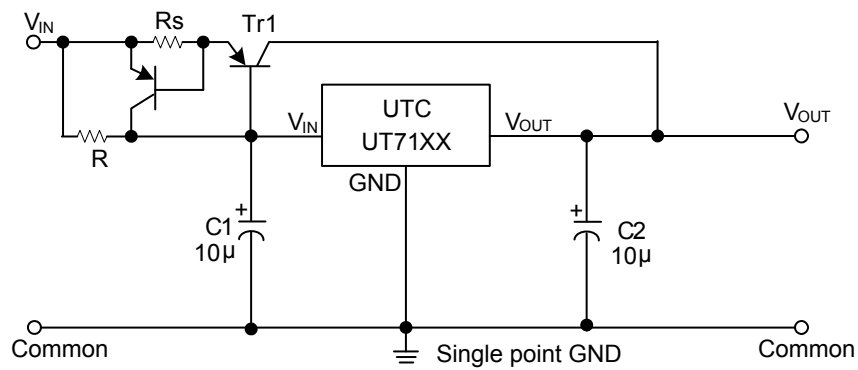 VIN
Rs
Tr1
R
VIN
UTC
UT71XX
VOUT
GND
VOUT
+
C1
10μ
+
C2
10μ
Common
Single point GND
Common